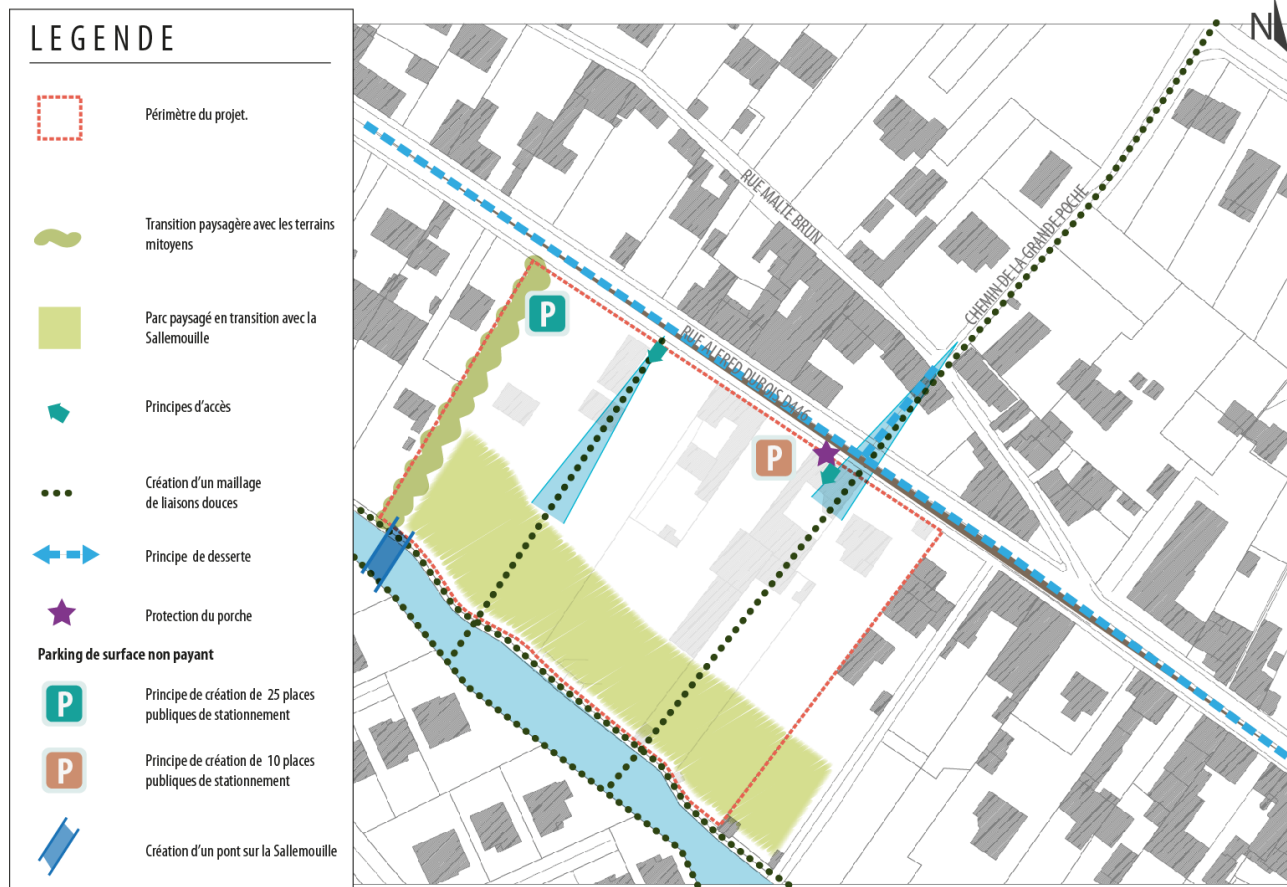 LEGENDE
Périmètre du projet.
Transition paysagère avec les terrains
mitoyens
Parc paysagé en transition avec la
Sallemouille
Principes d'accès
Création d'un maillage
de liaisons douces
Principe de desserte
Protection du porche
Parking de surface non payant
P
Principe de création de 25 places
publiques de stationnement
P
Principe de création de 10 places
publiques de stationnement
Création d'un pont sur la Sallemouille
N
RUE MALTE BRUN
CHEMIN DE LA GRANDE POCHE
RUE ALFRED DUBOIS D446
P
P